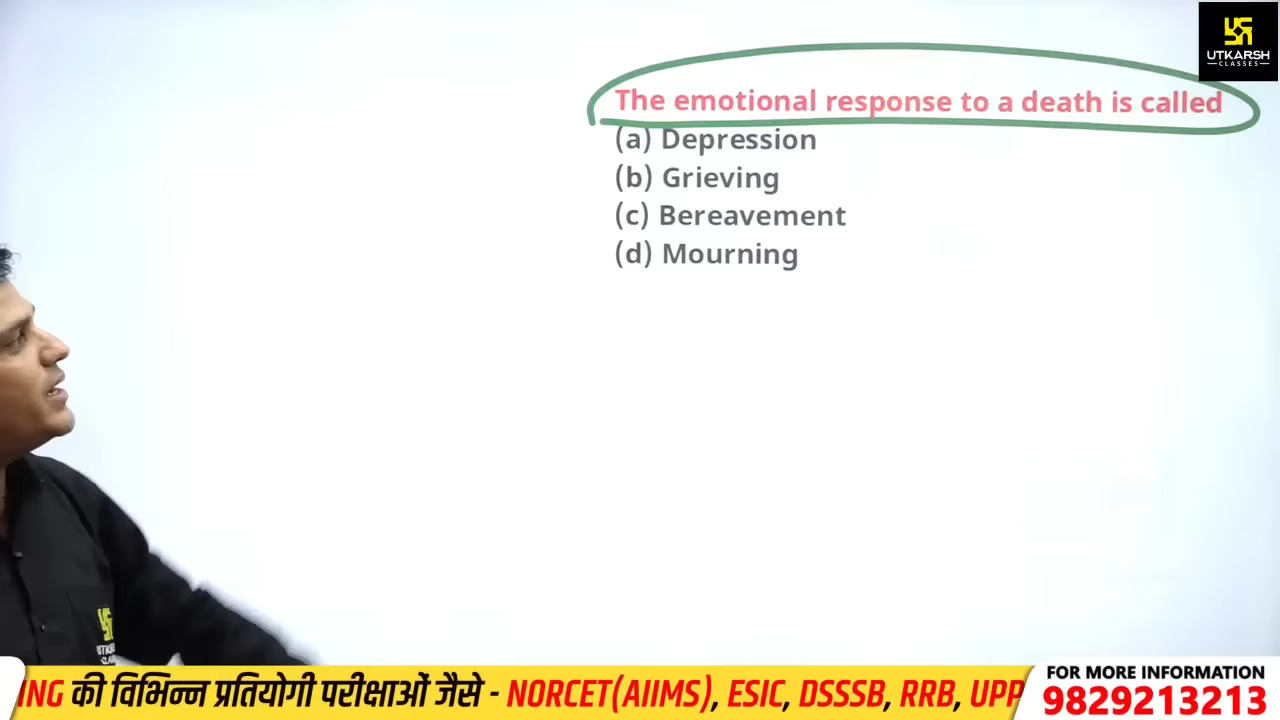 UTKARSH
CLASSES
The emotional response to a death is called
(a) Depression
(b) Grieving
(c) Bereavement
(d) Mourning
ING की विभिन्न प्रतियोगी परीक्षाओं जैसे - NORCET(AIIMS), ESIC, DSSSB, RRB, UPP
FOR MORE INFORMATION
9829213213